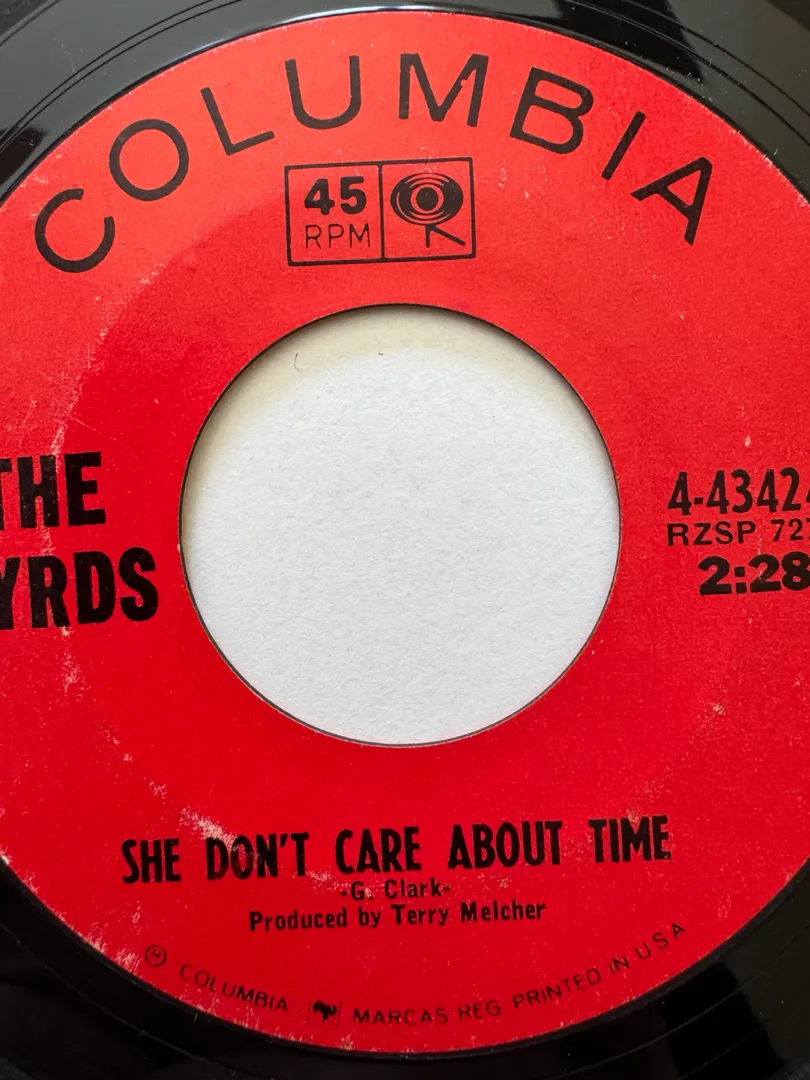 COLUMBIA
45
RPM
THE
YRDS
4-4342
RZSP 72
2:28
SHE DON'T CARE ABOUT TIME
-G. Clark-
Produced by Terry Melcher
COLUMBIA MARCAS REG PRINTED IN U S A